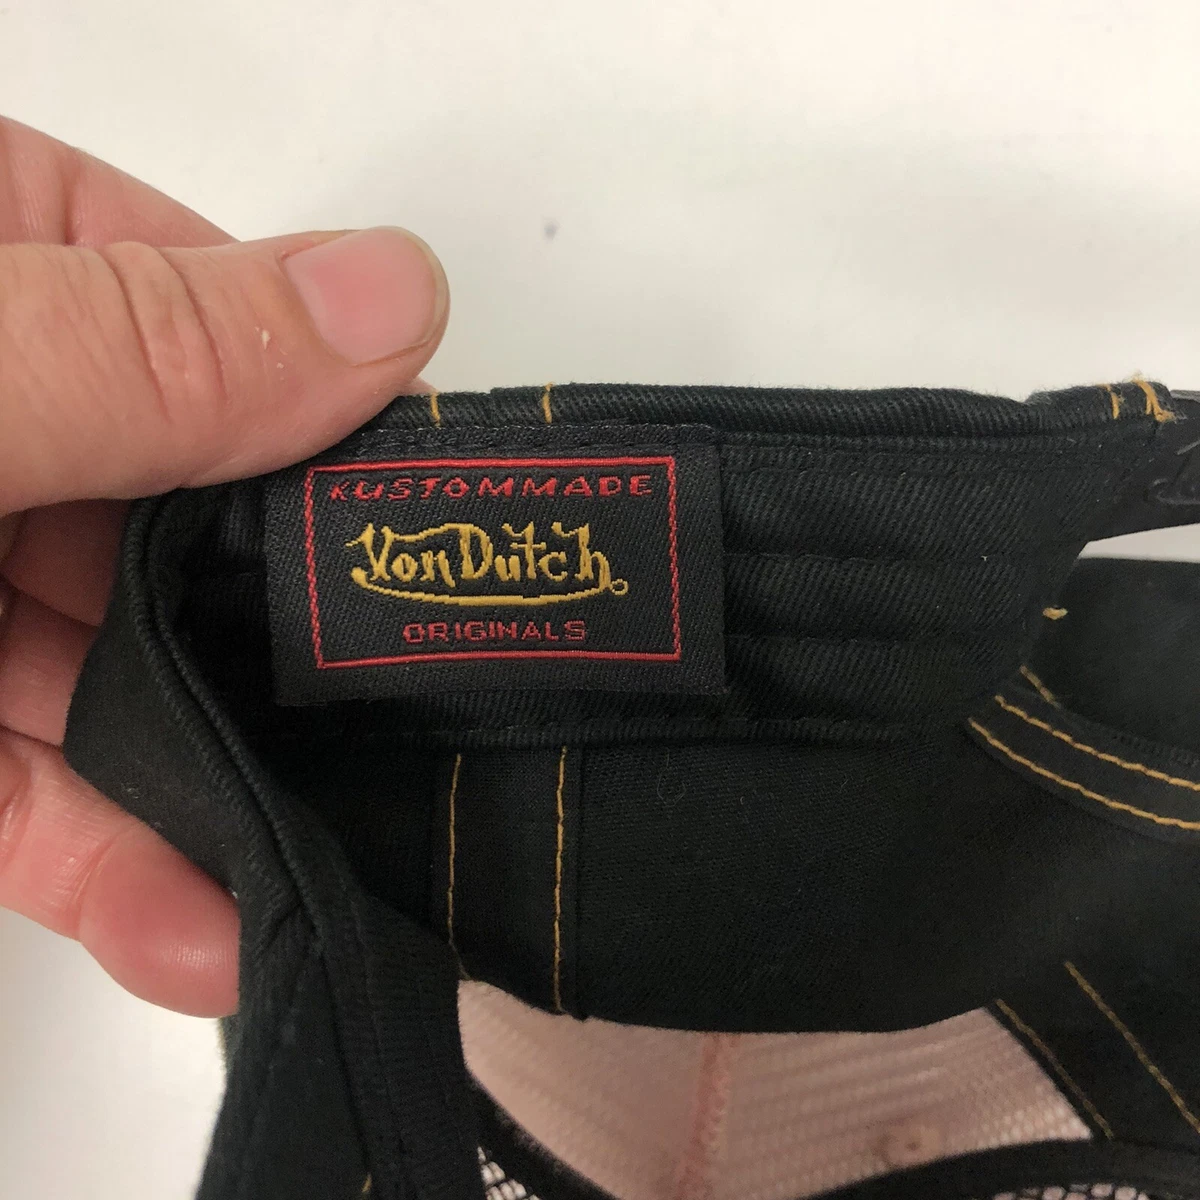 KUSTOMMADE
Von Dutch
ORIGINALS